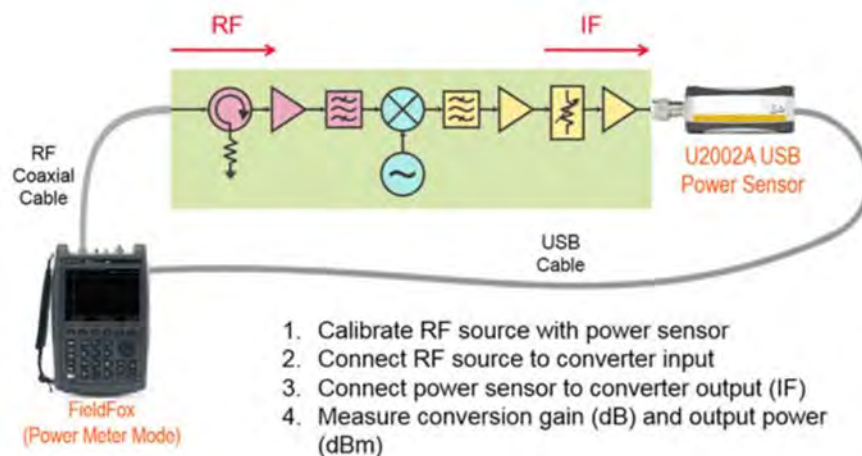 RF
IF
RF
Coaxial
Cable
U2002A USB
Power Sensor
USB
Cable
FieldFox
(Power Meter Mode)
1. Calibrate RF source with power sensor
2. Connect RF source to converter input
3. Connect power sensor to converter output (IF)
4. Measure conversion gain (dB) and output power
(dBm)